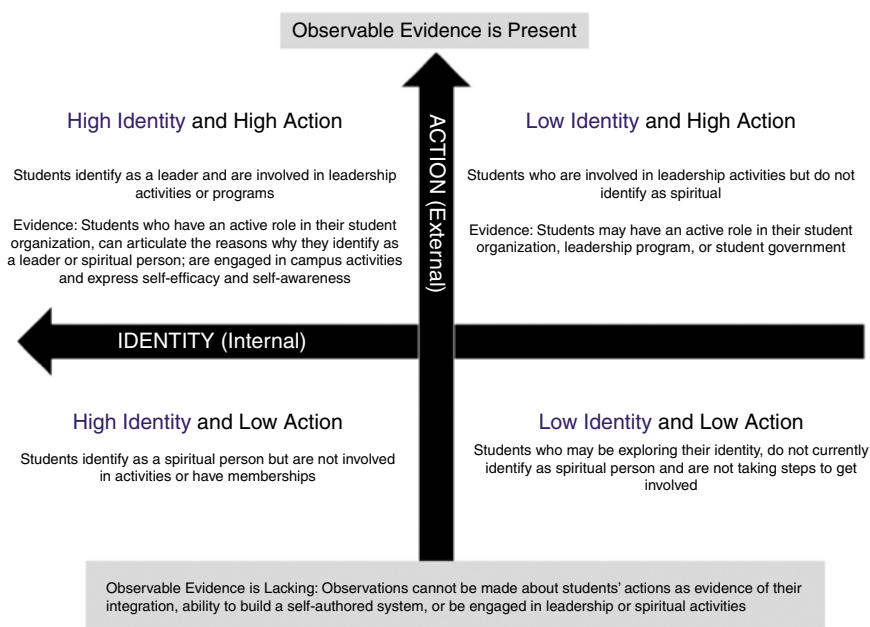 Observable Evidence is Present
High Identity and High Action
Students identify as a leader and are involved in leadership
activities or programs
Evidence: Students who have an active role in their student
organization, can articulate the reasons why they identify as
a leader or spiritual person; are engaged in campus activities
and express self-efficacy and self-awareness
ACTION (External)
Low Identity and High Action
Students who are involved in leadership activities but do not
identify as spiritual
Evidence: Students may have an active role in their student
organization, leadership program, or student government
IDENTITY (Internal)
High Identity and Low Action
Students identify as a spiritual person but are not involved
in activities or have memberships
Low Identity and Low Action
Students who may be exploring their identity, do not currently
identify as spiritual person and are not taking steps to get
involved
Observable Evidence is Lacking: Observations cannot be made about students’ actions as evidence of their
integration, ability to build a self-authored system, or be engaged in leadership or spiritual activities